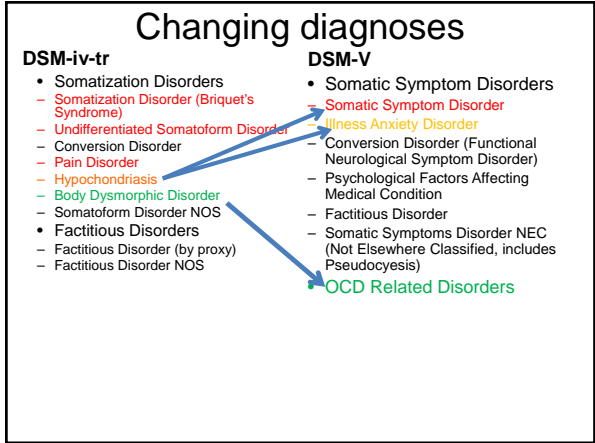 Changing diagnoses
DSM-iv-tr
• Somatization Disorders
– Somatization Disorder (Briquet's
Syndrome)
– Undifferentiated Somatoform Disorder
– Conversion Disorder
– Pain Disorder
– Hypochondriasis
– Body Dysmorphic Disorder
– Somatoform Disorder NOS
• Factitious Disorders
– Factitious Disorder (by proxy)
– Factitious Disorder NOS
DSM-V
• Somatic Symptom Disorders
– Somatic Symptom Disorder
– Illness Anxiety Disorder
– Conversion Disorder (Functional
Neurological Symptom Disorder)
– Psychological Factors Affecting
Medical Condition
– Factitious Disorder
– Somatic Symptoms Disorder NEC
(Not Elsewhere Classified, includes
Pseudocyesis)
• OCD Related Disorders